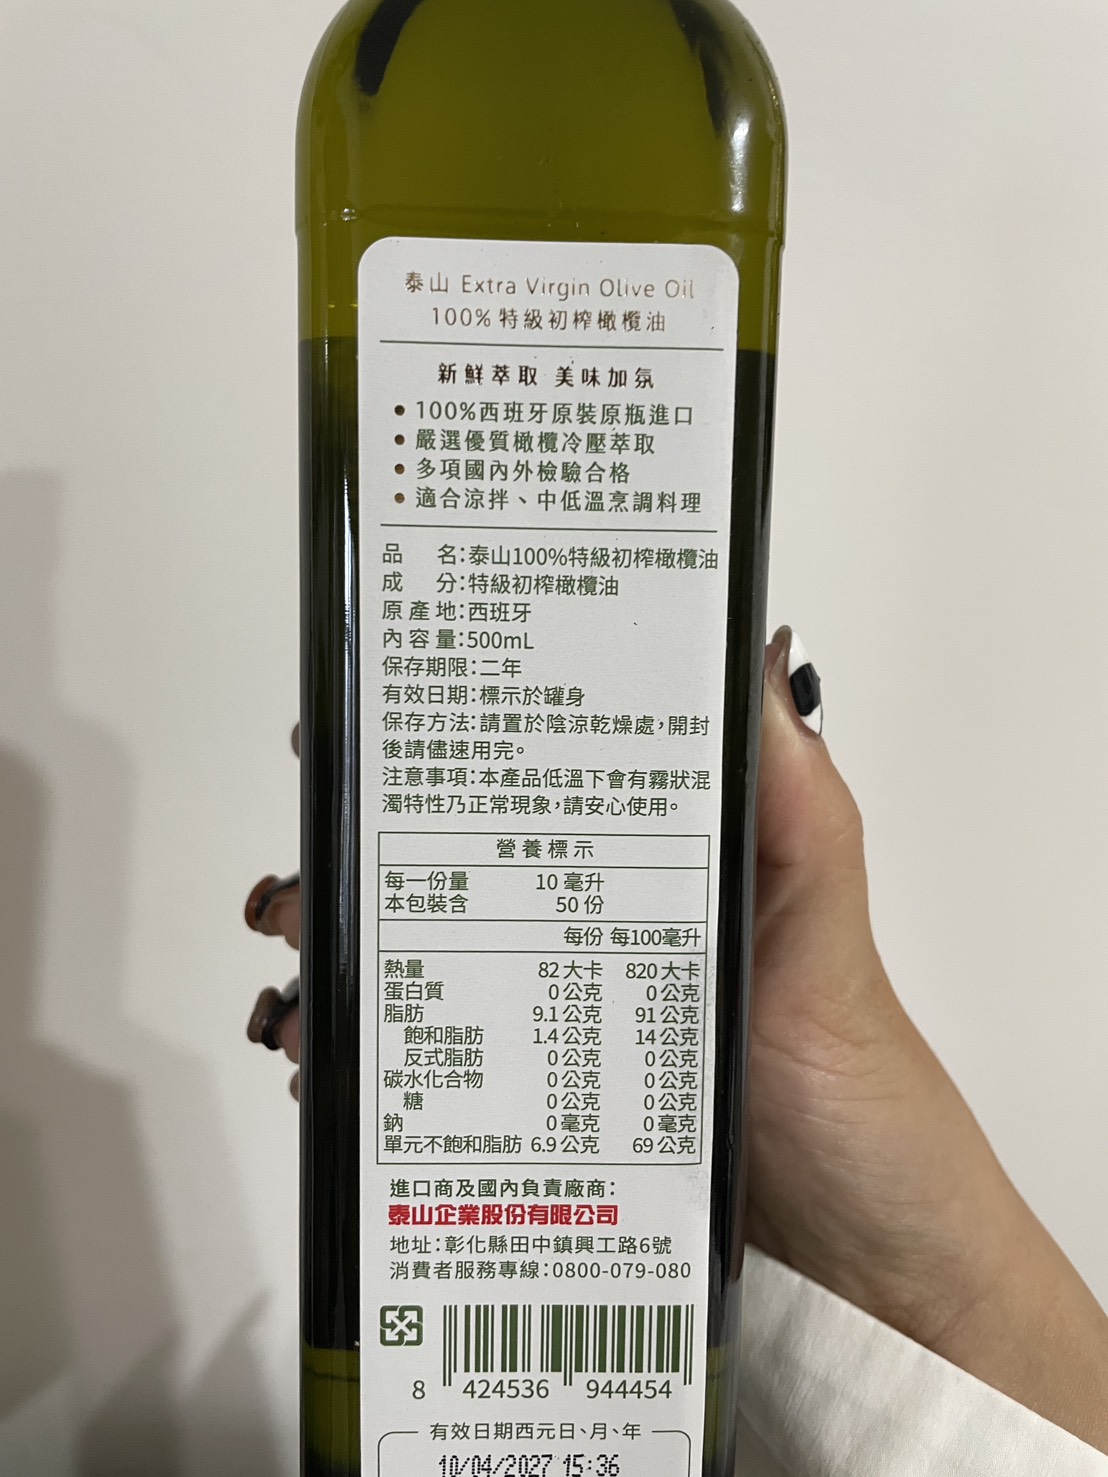 泰山 Extra Virgin Olive Oil
100% 特級初榨橄欖油
新鮮萃取 美味加氛
• 100%西班牙原裝原瓶進口
• 嚴選優質橄欖冷壓萃取
• 多項國內外檢驗合格
• 適合涼拌、中低溫烹調料理
品 名:泰山100%特級初榨橄欖油
成 分:特級初榨橄欖油
原產地:西班牙
內容量:500mL
保存期限:二年
有效日期:標示於罐身
保存方法:請置於陰涼乾燥處,開封
後請儘速用完。
注意事項:本產品低溫下會有霧狀混
濁特性乃正常現象,請安心使用。
營養標示
每一份量 10 毫升
本包裝含 50 份
每份 每100毫升
熱量 82 大卡 820 大卡
蛋白質 0 公克 0 公克
脂肪 9.1 公克 91 公克
飽和脂肪 1.4 公克 14 公克
反式脂肪 0 公克 0 公克
碳水化合物 0 公克 0 公克
糖 0 公克 0 公克
鈉 0 毫克 0 毫克
單元不飽和脂肪 6.9 公克 69 公克
進口商及國內負責廠商:
泰山企業股份有限公司
地址:彰化縣田中鎮興工路6號
消費者服務專線:0800-079-080
8 424536 944454
有效日期西元日、月、年
10/04/2027 15:36